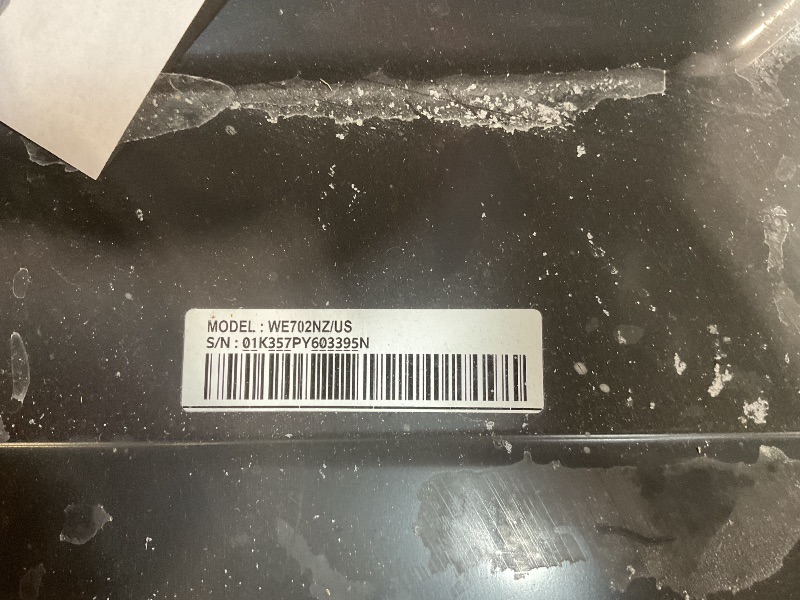 MODEL : WE702NZ/US
S/N : 01K357PY603395N